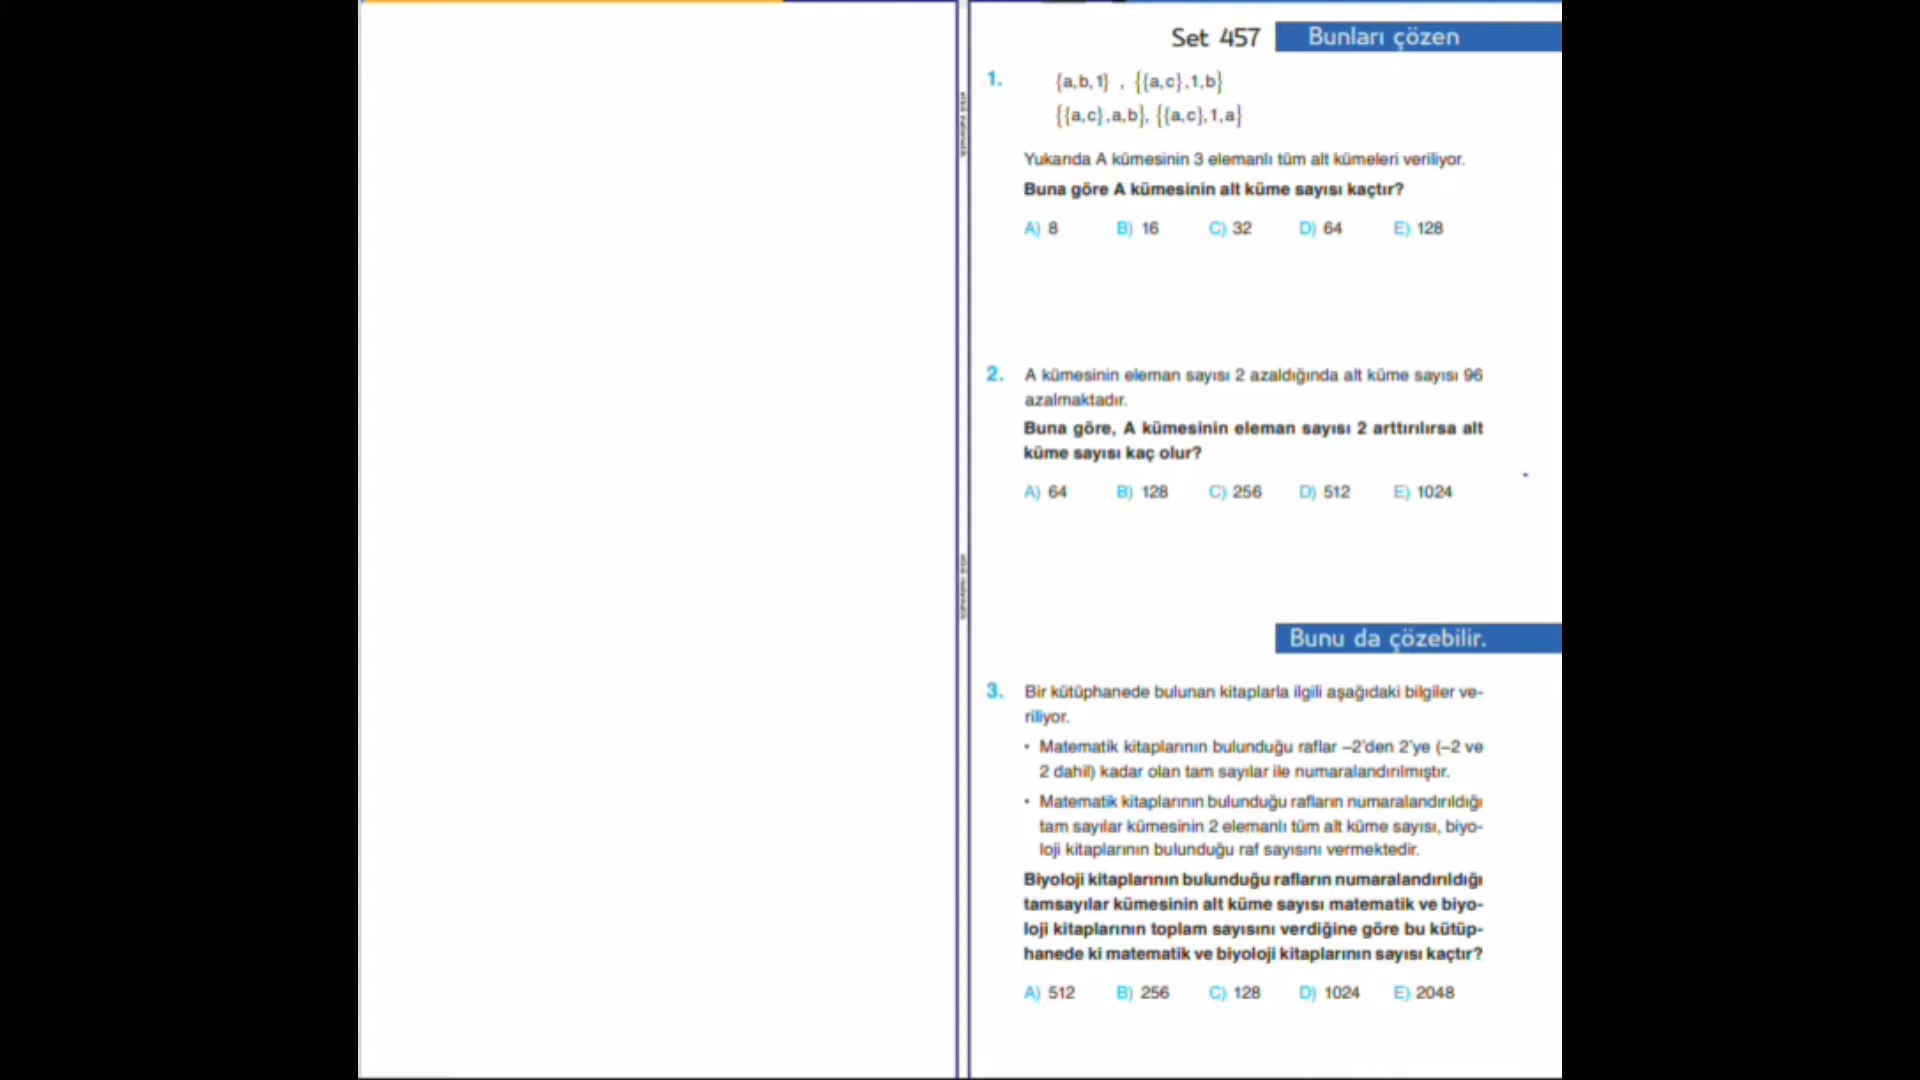 Set 457 Bunları çözen
1. {a,b,1} , {{a,c},1,b}
{{a,c},a,b}, {{a,c},1,a}
Yukarıda A kümesinin 3 elemanlı tüm alt kümeleri veriliyor.
Buna göre A kümesinin alt küme sayısı kaçtır?
A) 8 B) 16 C) 32 D) 64 E) 128
2. A kümesinin eleman sayısı 2 azaldığında alt küme sayısı 96
azalmaktadır.
Buna göre, A kümesinin eleman sayısı 2 arttırılırsa alt
küme sayısı kaç olur?
A) 64 B) 128 C) 256 D) 512 E) 1024
Bunu da çözebilir.
3. Bir kütüphanede bulunan kitaplarla ilgili aşağıdaki bilgiler ve-
riliyor.
• Matematik kitaplarının bulunduğu raflar –2'den 2'ye (–2 ve
2 dahil) kadar olan tam sayılar ile numaralandırılmıştır.
• Matematik kitaplarının bulunduğu rafların numaralandırıldığı
tam sayılar kümesinin 2 elemanlı tüm alt küme sayısı, biyo-
loji kitaplarının bulunduğu raf sayısını vermektedir.
Biyoloji kitaplarının bulunduğu rafların numaralandırıldığı
tamsayılar kümesinin alt küme sayısı matematik ve biyo-
loji kitaplarının toplam sayısını verdiğine göre bu kütüp-
hanede ki matematik ve biyoloji kitaplarının sayısı kaçtır?
A) 512 B) 256 C) 128 D) 1024 E) 2048